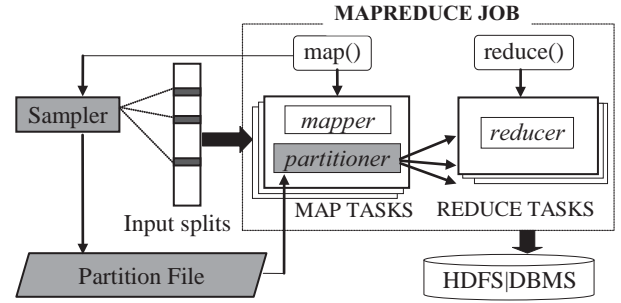 MAPREDUCE JOB
map()
reduce()
Sampler
mapper
reducer
partitioner
Input splits
MAP TASKS
REDUCE TASKS
Partition File
HDFS|DBMS